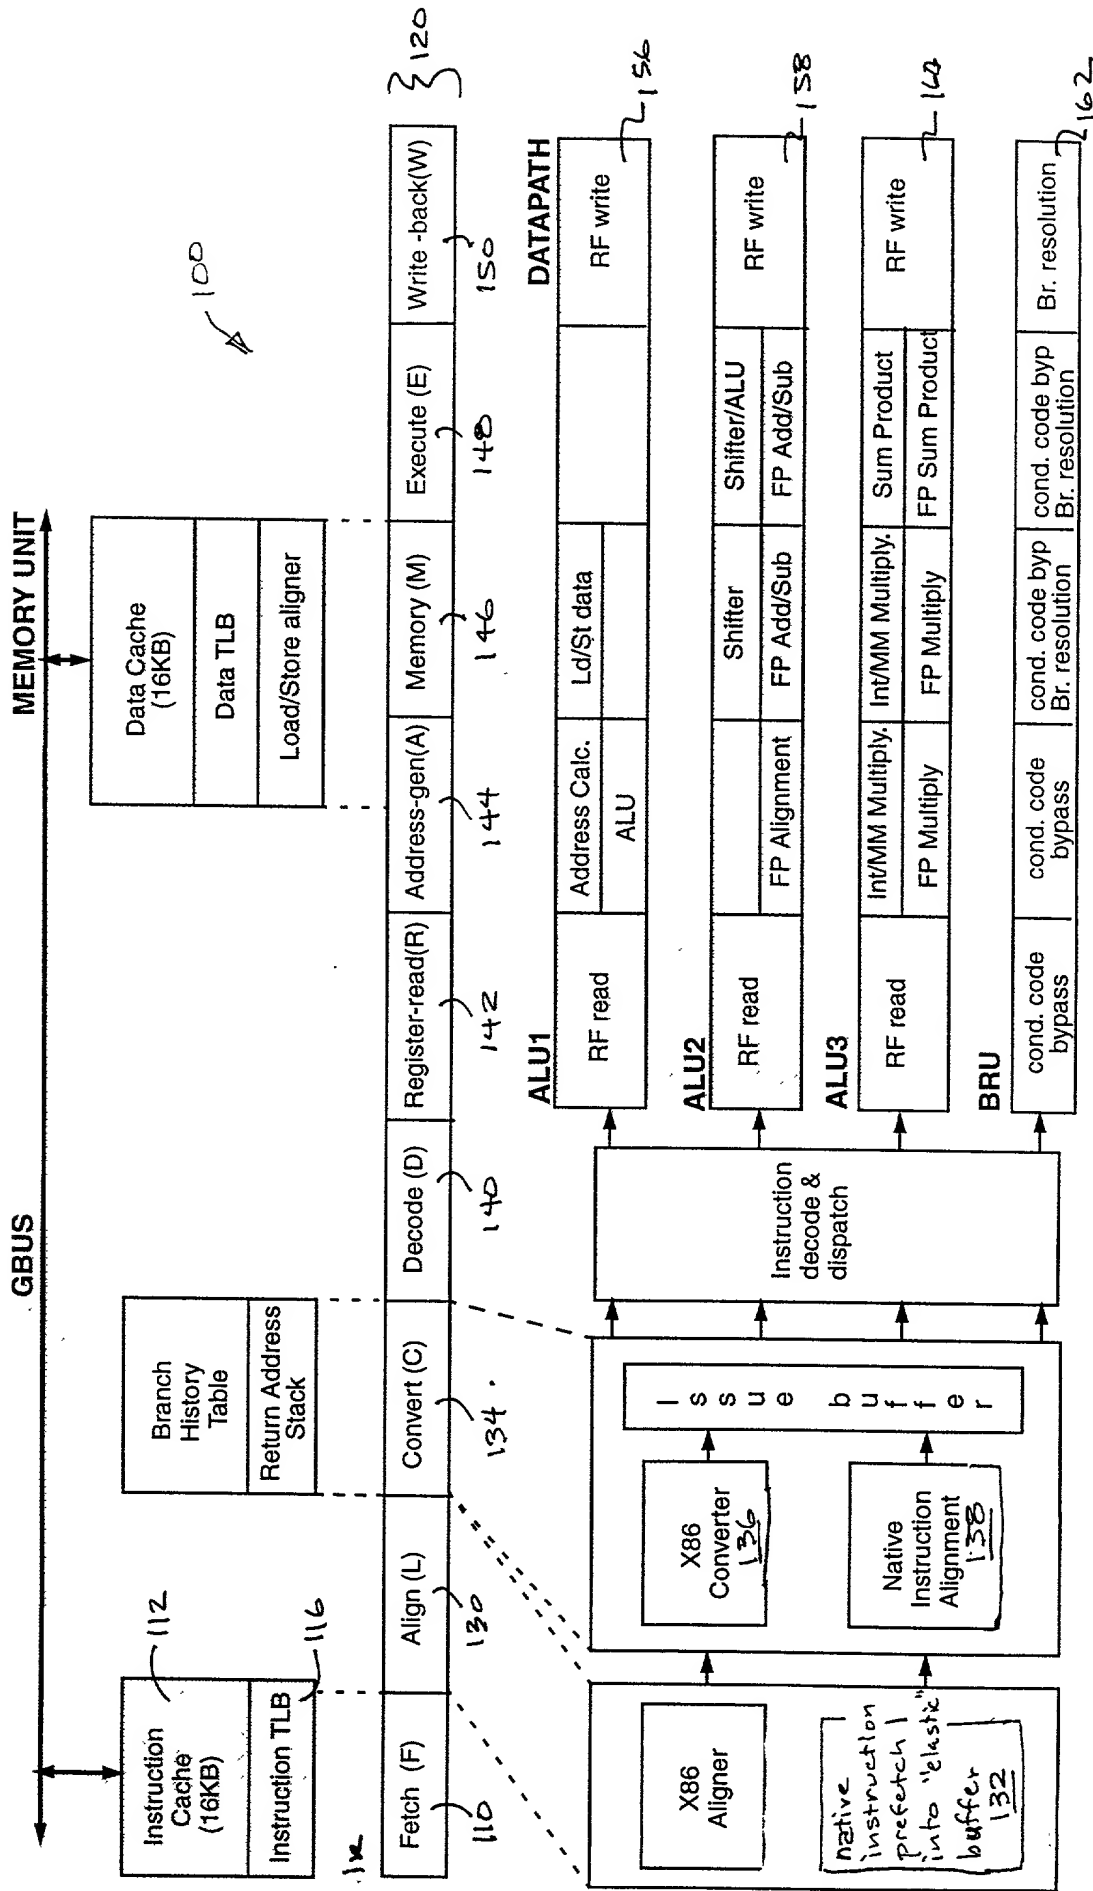 GBUS
MEMORY UNIT
Instruction
Cache
(16KB)
112
Instruction TLB
116
Branch
History
Table
Return Address
Stack
Data Cache
(16KB)
Data TLB
Load/Store aligner
100
Fetch (F)
Align (L)
Convert (C)
Decode (D)
Register-read(R)
Address-gen(A)
Memory (M)
Execute (E)
Write -back(W)
120
110
130
134
140
142
144
146
148
150
X86
Aligner
native
instruction
prefetch
into "elastic"
buffer
132
X86
Converter
136
Native
Instruction
Alignment
138
Issue buffer
Instruction
decode &
dispatch
DATAPATH
ALU1
RF read
Address Calc.
ALU
Ld/St data
RF write
156
ALU2
RF read
FP Alignment
Shifter
FP Add/Sub
Shifter/ALU
FP Add/Sub
RF write
158
ALU3
RF read
Int/MM Multiply.
FP Multiply
Int/MM Multiply.
FP Multiply
Sum Product
FP Sum Product
RF write
BRU
cond. code
bypass
cond. code
bypass
cond. code byp
Br. resolution
cond. code byp
Br. resolution
Br. resolution
162